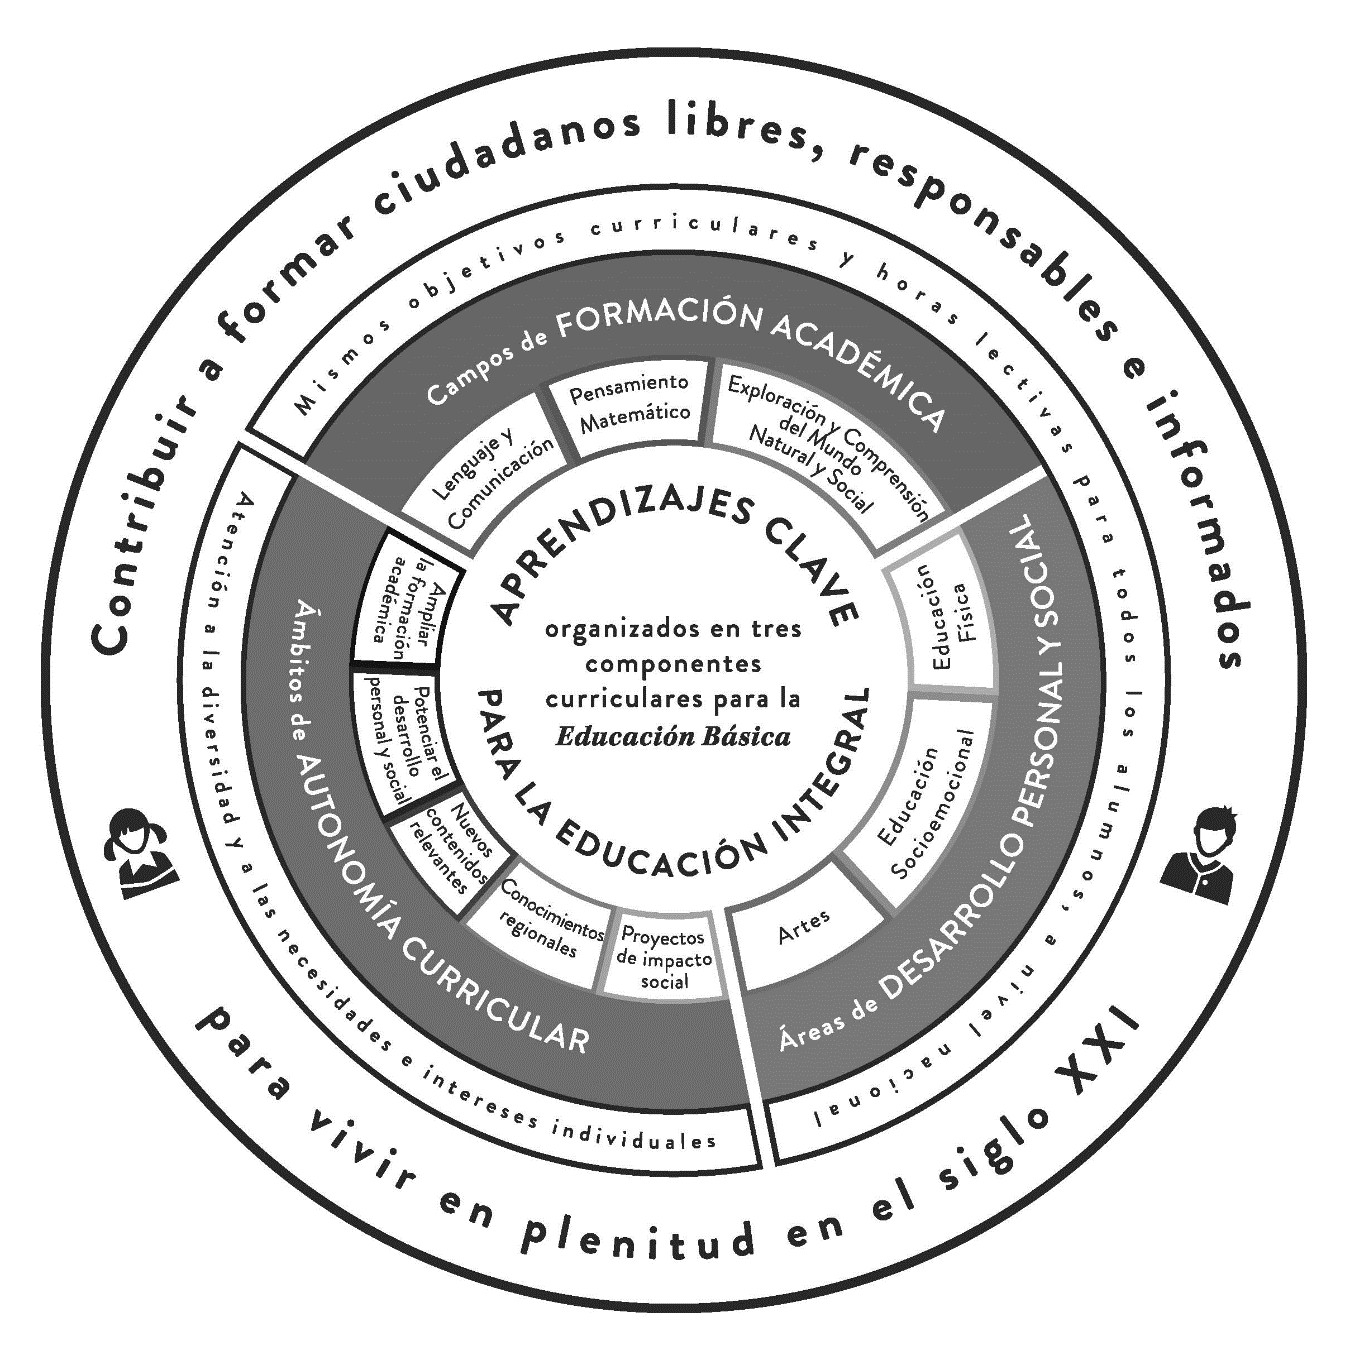 Contribuir a formar ciudadanos libres, responsables e informados
para vivir en plenitud en el siglo XXI
Mismos objetivos curriculares y horas lectivas para todos los alumnos, a nivel nacional
Atención a la diversidad y a las necesidades e intereses individuales
Campos de FORMACIÓN ACADÉMICA
Lenguaje y
Comunicación
Pensamiento
Matemático
Exploración y Comprensión
del Mundo
Natural y Social
Áreas de DESARROLLO PERSONAL Y SOCIAL
Educación
Física
Educación
Socioemocional
Artes
Ámbitos de AUTONOMÍA CURRICULAR
Ampliar
la formación
académica
Potenciar el
desarrollo
personal y social
Nuevos
contenidos
relevantes
Conocimientos
regionales
Proyectos
de impacto
social
APRENDIZAJES CLAVE
PARA LA EDUCACIÓN INTEGRAL
organizados en tres
componentes
curriculares para la
Educación Básica